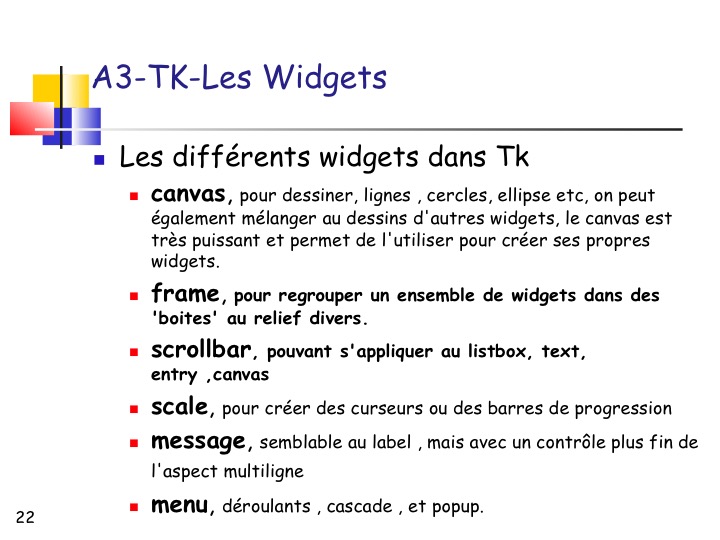 A3-TK-Les Widgets
Les différents widgets dans Tk
canvas, pour dessiner, lignes , cercles, ellipse etc, on peut
également mélanger au dessins d'autres widgets, le canvas est
très puissant et permet de l'utiliser pour créer ses propres
widgets.
frame, pour regrouper un ensemble de widgets dans des
'boites' au relief divers.
scrollbar, pouvant s'appliquer au listbox, text,
entry ,canvas
scale, pour créer des curseurs ou des barres de progression
message, semblable au label , mais avec un contrôle plus fin de
l'aspect multiligne
menu, déroulants , cascade , et popup.
22